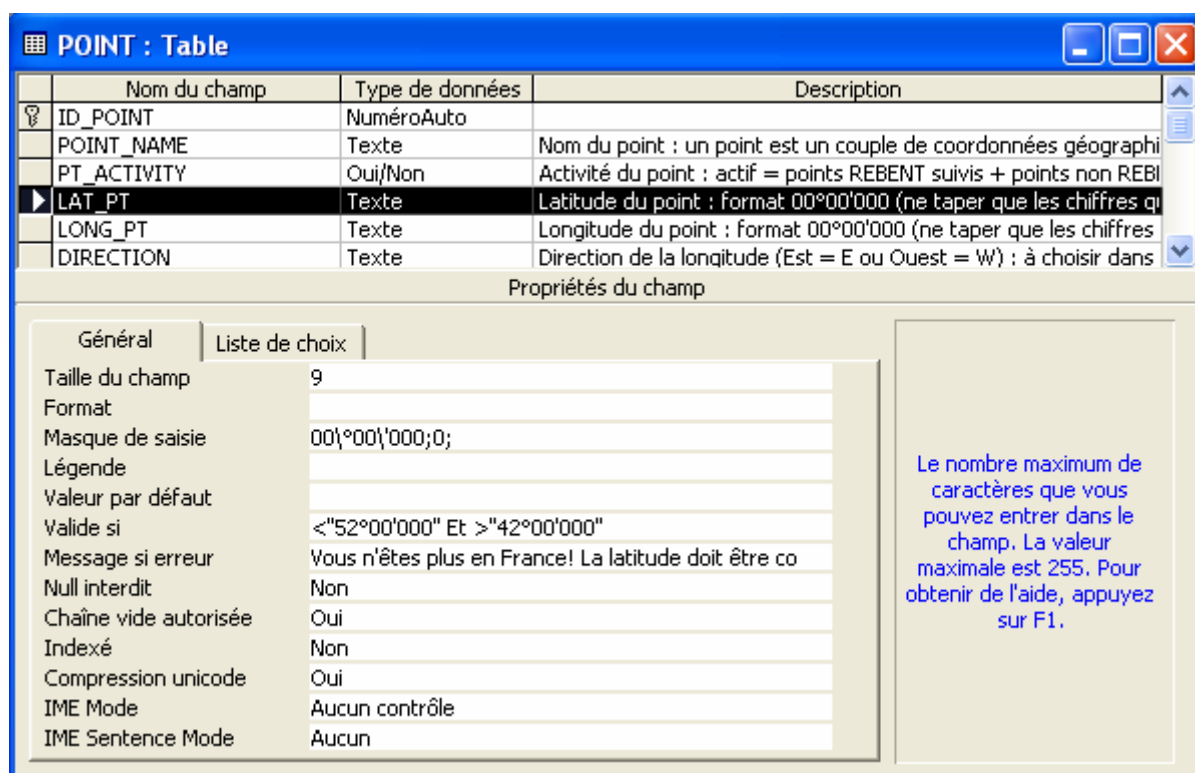 POINT : Table
Nom du champ Type de données Description
ID_POINT NuméroAuto
POINT_NAME Texte Nom du point : un point est un couple de coordonnées géographi
PT_ACTIVITY Oui/Non Activité du point : actif = points REBENT suivis + points non REBI
LAT_PT Texte Latitude du point : format 00°00'000 (ne taper que les chiffres qu
LONG_PT Texte Longitude du point : format 00°00'000 (ne taper que les chiffres
DIRECTION Texte Direction de la longitude (Est = E ou Ouest = W) : à choisir dans
Propriétés du champ
Général Liste de choix
Taille du champ 9
Format
Masque de saisie 00\°00\'000;0;
Légende
Valeur par défaut
Valide si <"52°00'000" Et >"42°00'000"
Message si erreur Vous n'êtes plus en France! La latitude doit être co
Null interdit Non
Chaîne vide autorisée Oui
Indexé Non
Compression unicode Oui
IME Mode Aucun contrôle
IME Sentence Mode Aucun
Le nombre maximum de
caractères que vous
pouvez entrer dans le
champ. La valeur
maximale est 255. Pour
obtenir de l'aide, appuyez
sur F1.